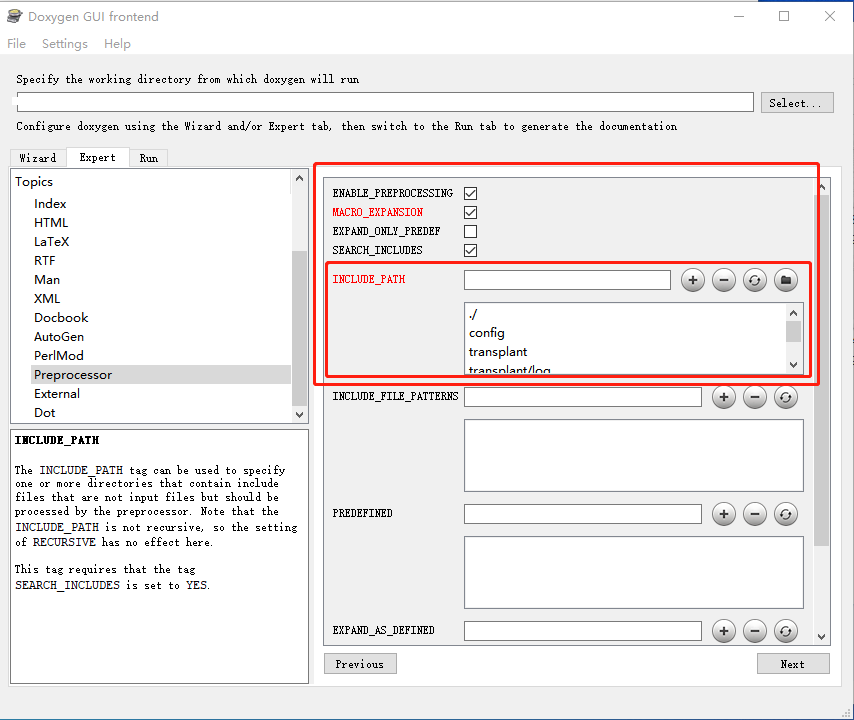 Doxygen GUI frontend
File Settings Help
Specify the working directory from which doxygen will run
Select...
Configure doxygen using the Wizard and/or Expert tab, then switch to the Run tab to generate the documentation
Wizard Expert Run
Topics
Index
HTML
LaTeX
RTF
Man
XML
Docbook
AutoGen
PerlMod
Preprocessor
External
Dot
INCLUDE_PATH
The INCLUDE_PATH tag can be used to specify
one or more directories that contain include
files that are not input files but should be
processed by the preprocessor. Note that the
INCLUDE_PATH is not recursive, so the setting
of RECURSIVE has no effect here.
This tag requires that the tag
SEARCH_INCLUDES is set to YES.
ENABLE_PREPROCESSING
MACRO_EXPANSION
EXPAND_ONLY_PREDEF
SEARCH_INCLUDES
INCLUDE_PATH
./
config
transplant
transplant/log
INCLUDE_FILE_PATTERNS
PREDEFINED
EXPAND_AS_DEFINED
Previous
Next